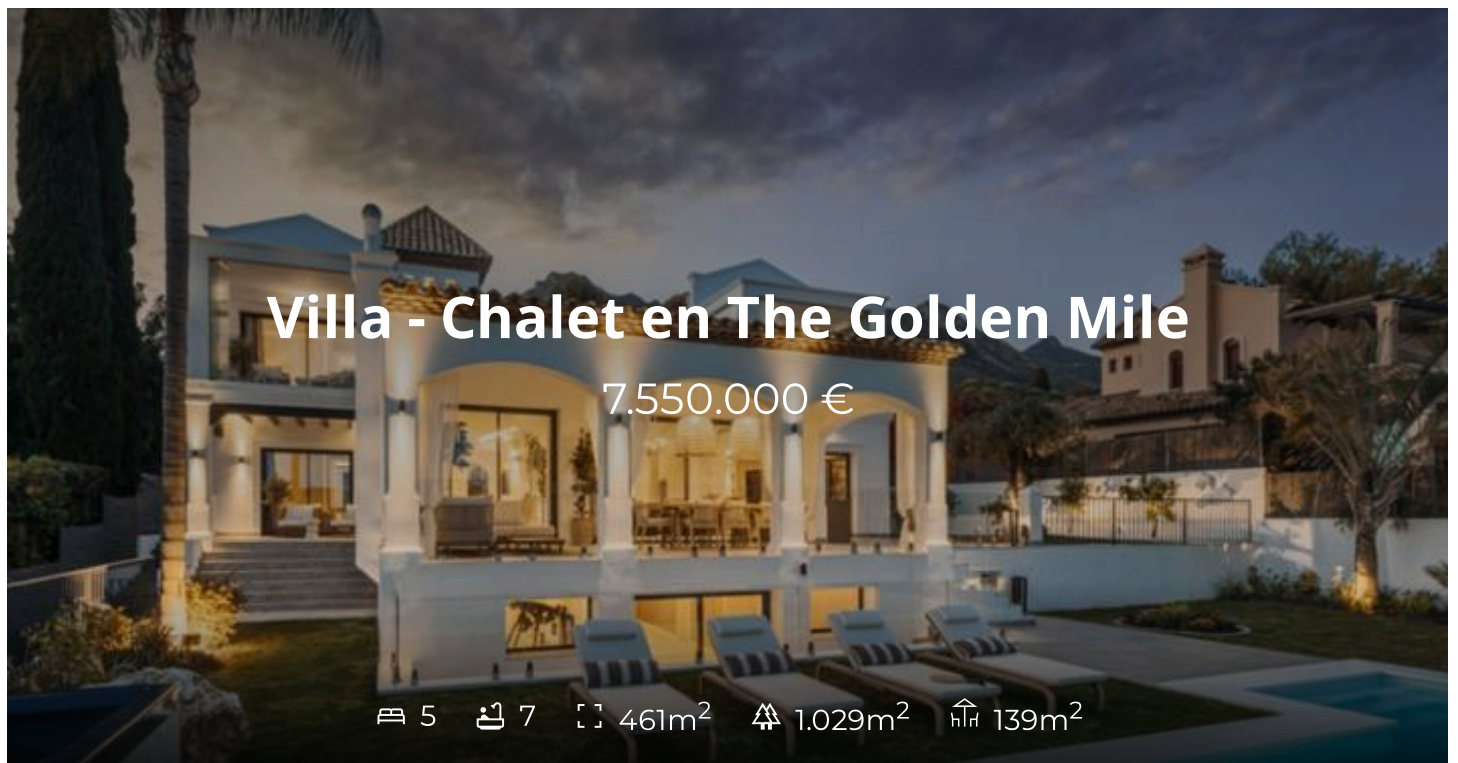 Villa - Chalet en The Golden Mile
7.550.000 €
5 7 461m² 1.029m² 139m²